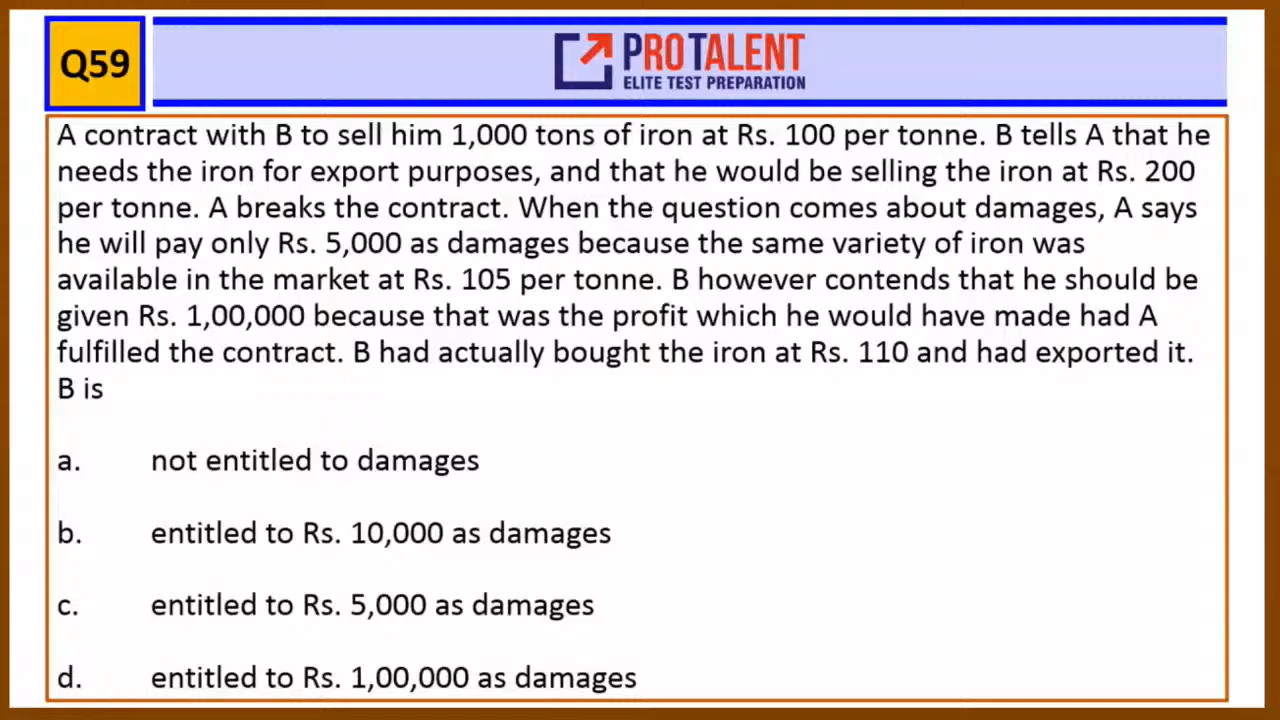 Q59
PROTALENT
ELITE TEST PREPARATION
A contract with B to sell him 1,000 tons of iron at Rs. 100 per tonne. B tells A that he
needs the iron for export purposes, and that he would be selling the iron at Rs. 200
per tonne. A breaks the contract. When the question comes about damages, A says
he will pay only Rs. 5,000 as damages because the same variety of iron was
available in the market at Rs. 105 per tonne. B however contends that he should be
given Rs. 1,00,000 because that was the profit which he would have made had A
fulfilled the contract. B had actually bought the iron at Rs. 110 and had exported it.
B is
a. not entitled to damages
b. entitled to Rs. 10,000 as damages
c. entitled to Rs. 5,000 as damages
d. entitled to Rs. 1,00,000 as damages